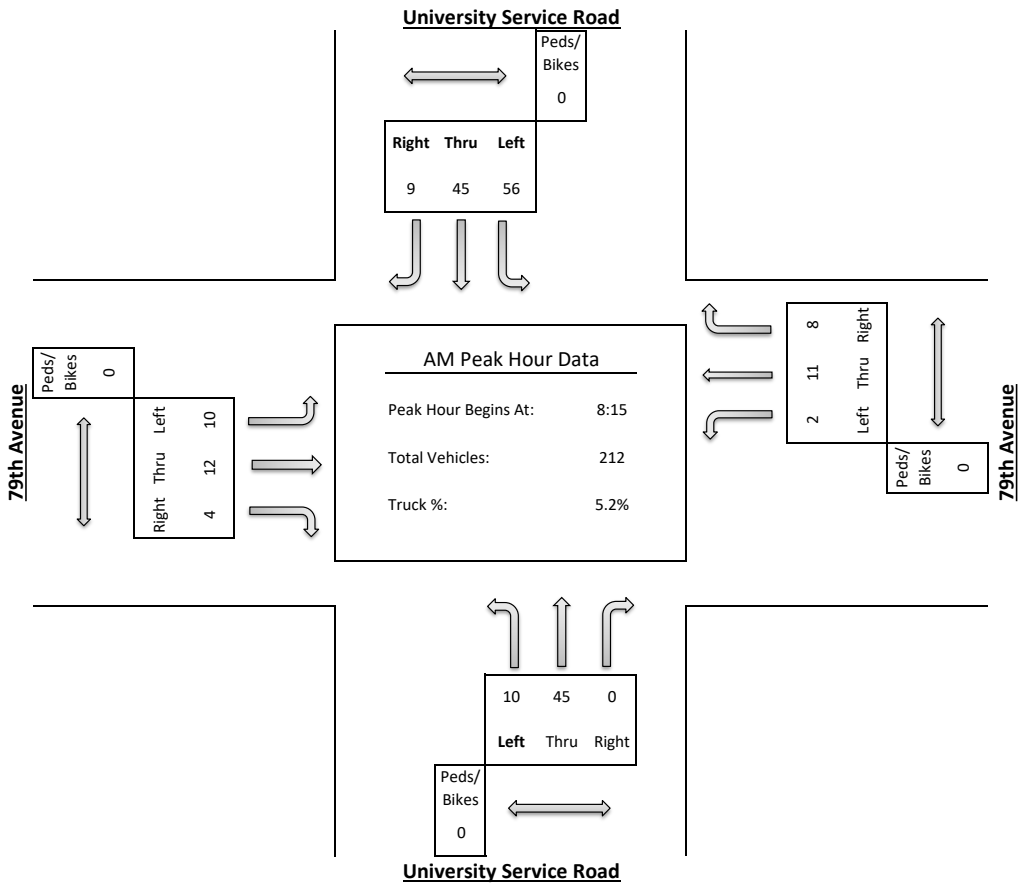 University Service Road
Peds/
Bikes
0
Right Thru Left
9 45 56
79th Avenue
Peds/
Bikes
0
Left 10
Thru 12
Right 4
AM Peak Hour Data
Peak Hour Begins At: 8:15
Total Vehicles: 212
Truck %: 5.2%
8 Right
11 Thru
2 Left
Peds/
Bikes
0
79th Avenue
10 45 0
Left Thru Right
Peds/
Bikes
0
University Service Road